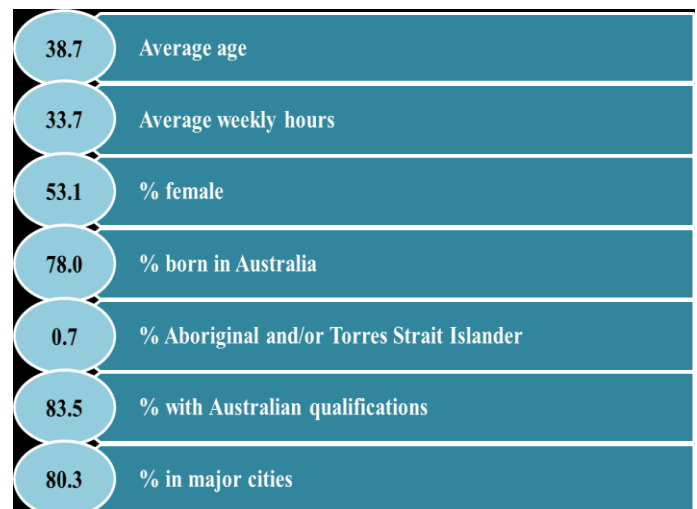 38.7 Average age
33.7 Average weekly hours
53.1 % female
78.0 % born in Australia
0.7 % Aboriginal and/or Torres Strait Islander
83.5 % with Australian qualifications
80.3 % in major cities